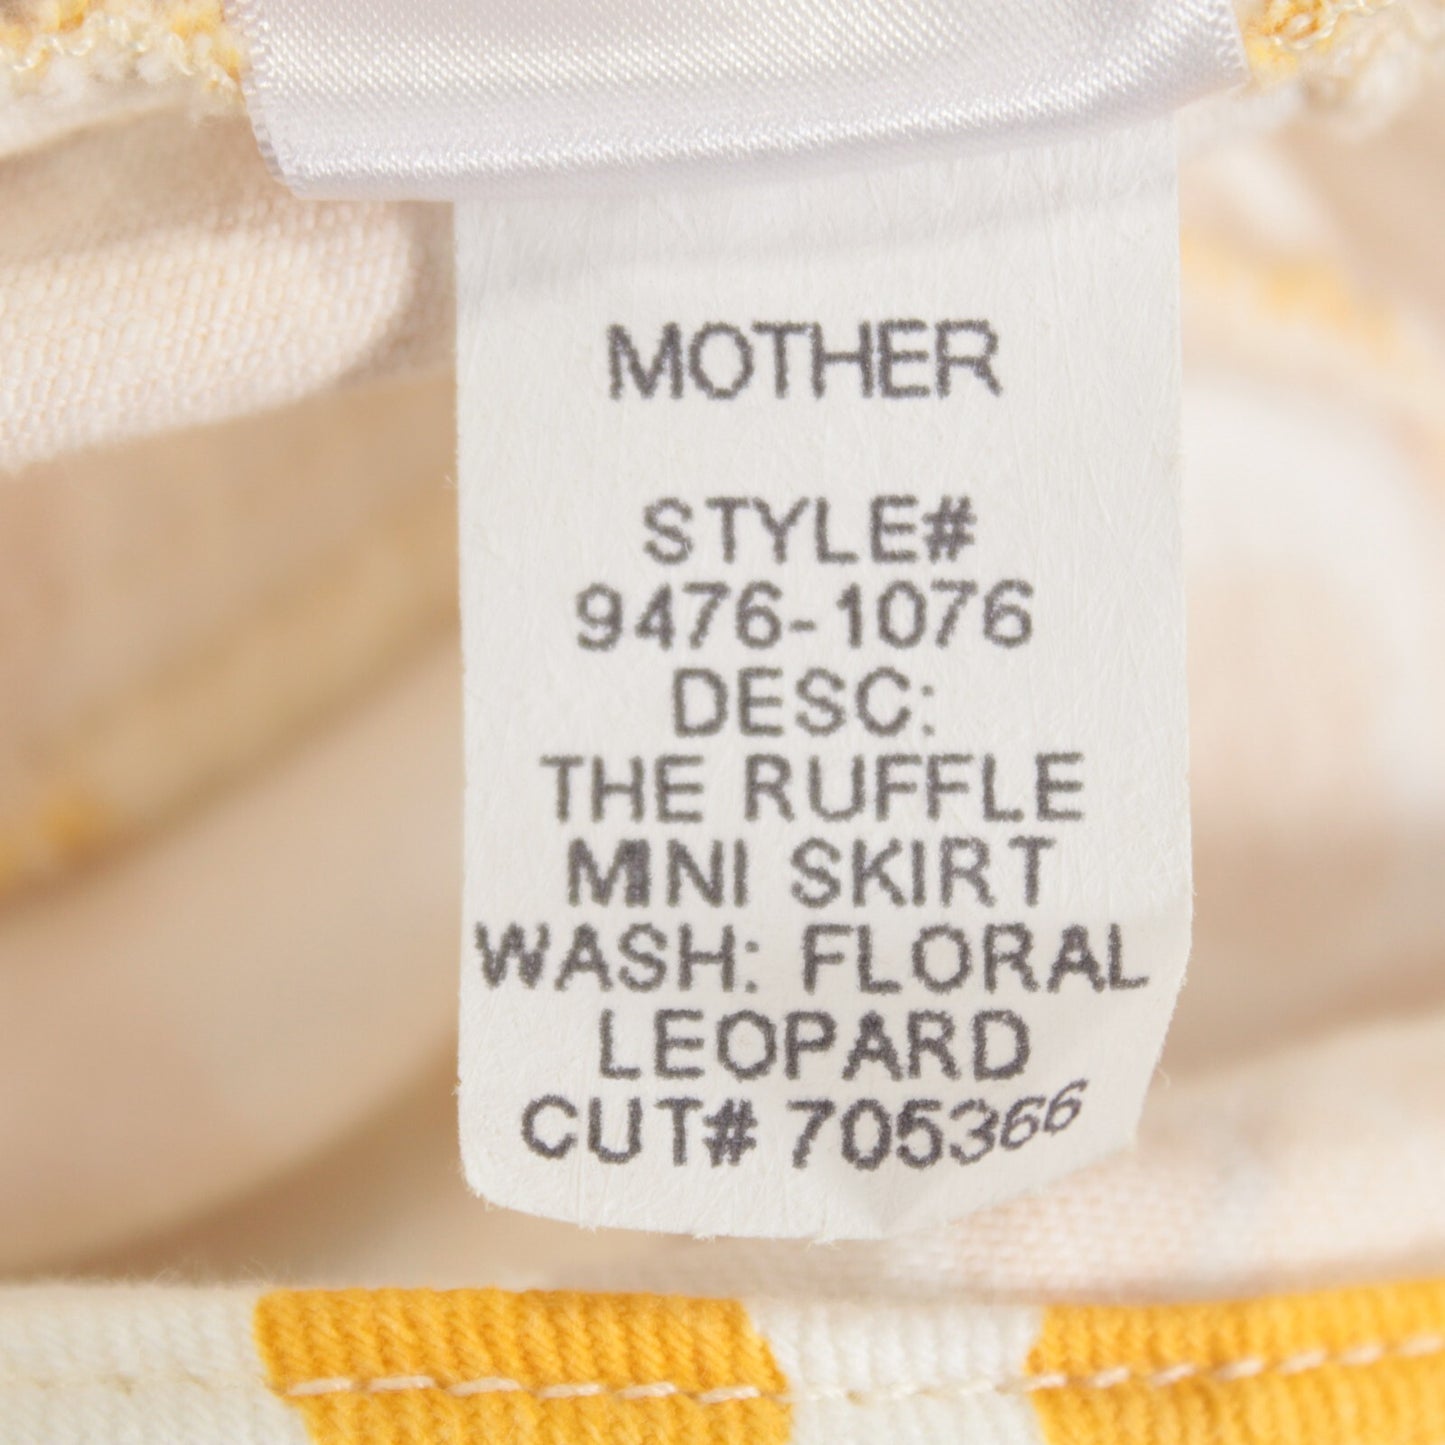 MOTHER
STYLE#
9476-1076
DESC:
THE RUFFLE
MINI SKIRT
WASH: FLORAL
LEOPARD
CUT# 705366